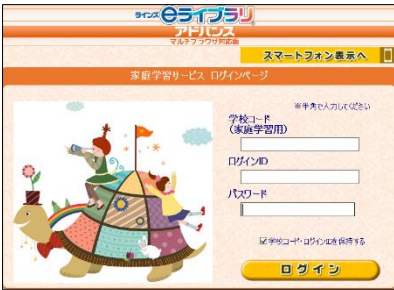 ラインズ eライブラリ
アドバンス
マルチブラウザ対応版
スマートフォン表示へ
家庭学習サービス ログインページ
※半角で入力してください
学校コード
(家庭学習用)
ログインID
パスワード
学校コード・ログインIDを保持する
ログイン